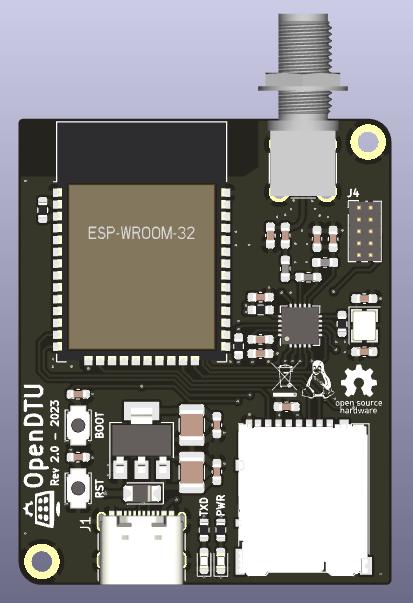 J4
ESP-WROOM-32
open source
hardware
OpenDTU
Rev 2.0 - 2023
BOOT
RST
J1
TXD
PWR